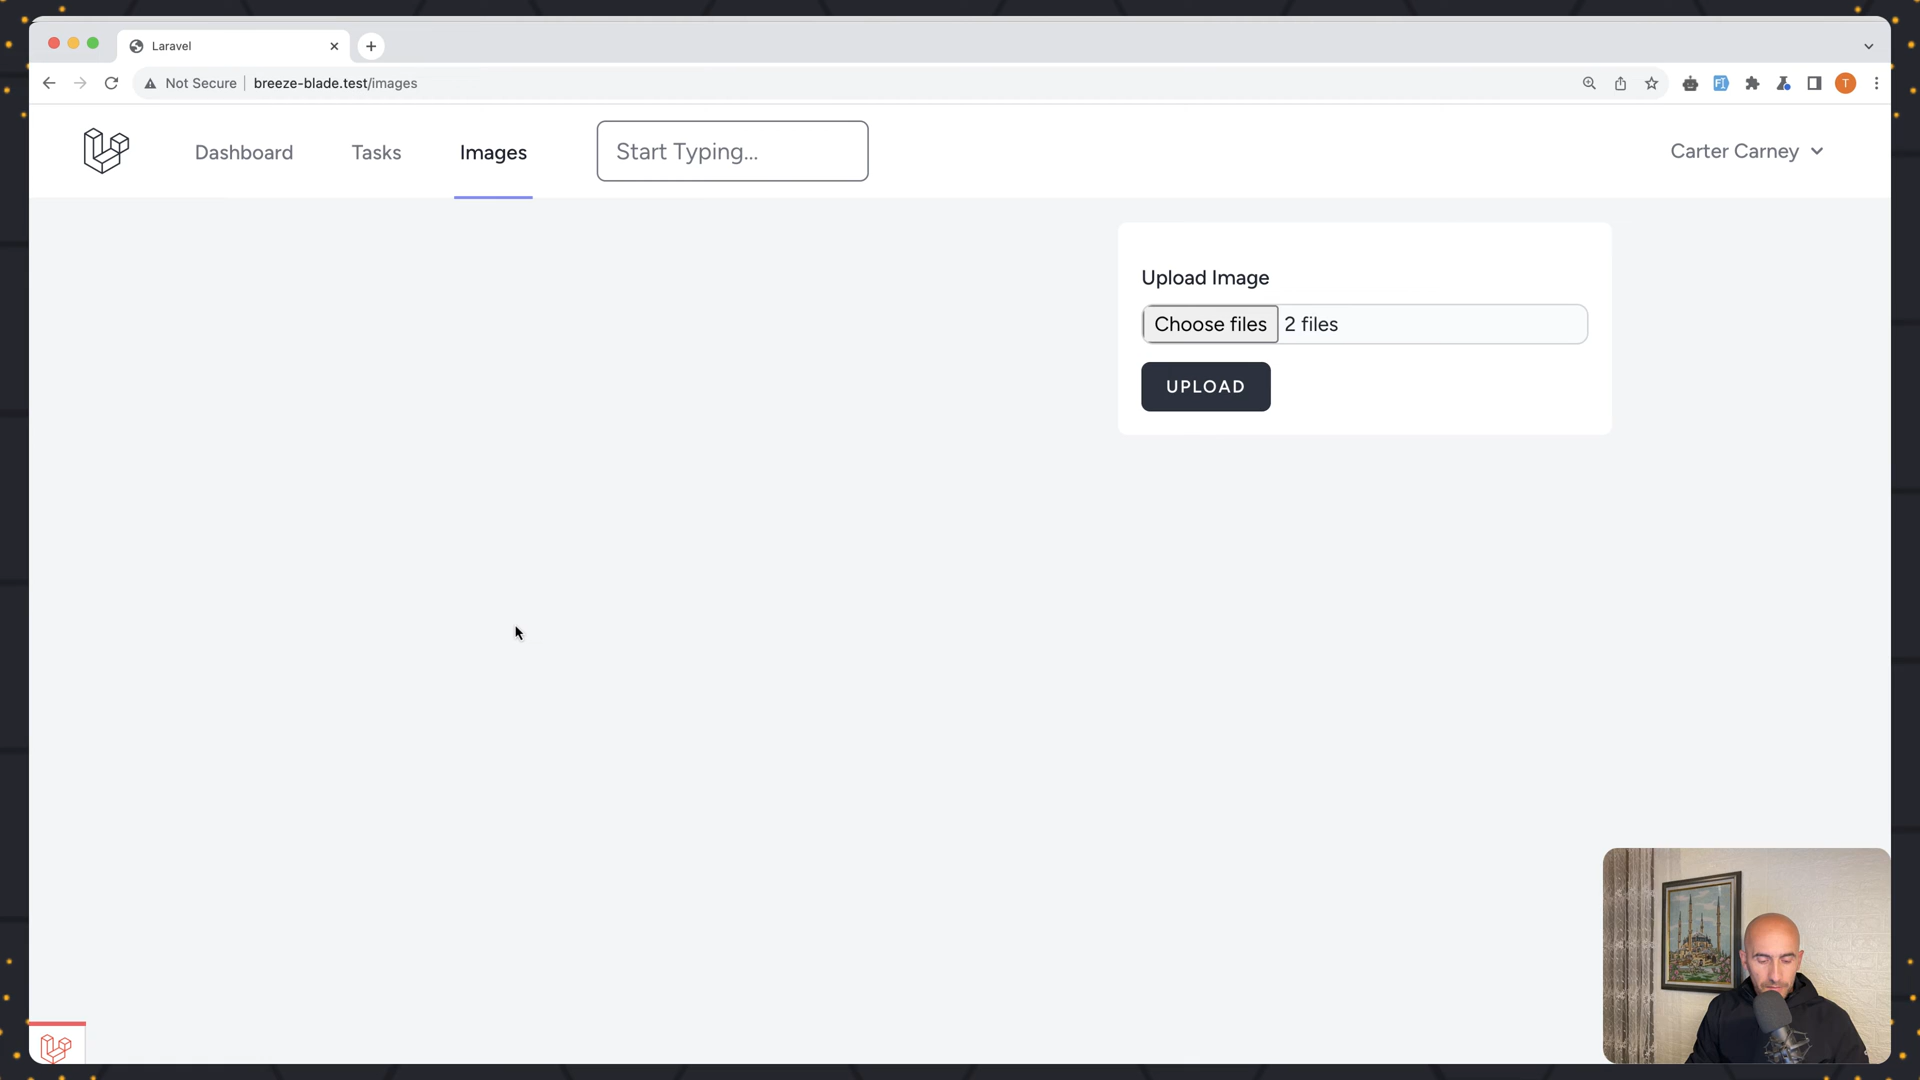 Laravel
Not Secure
breeze-blade.test/images
T
Dashboard
Tasks
Images
Start Typing...
Carter Carney
Upload Image
Choose files
2 files
UPLOAD